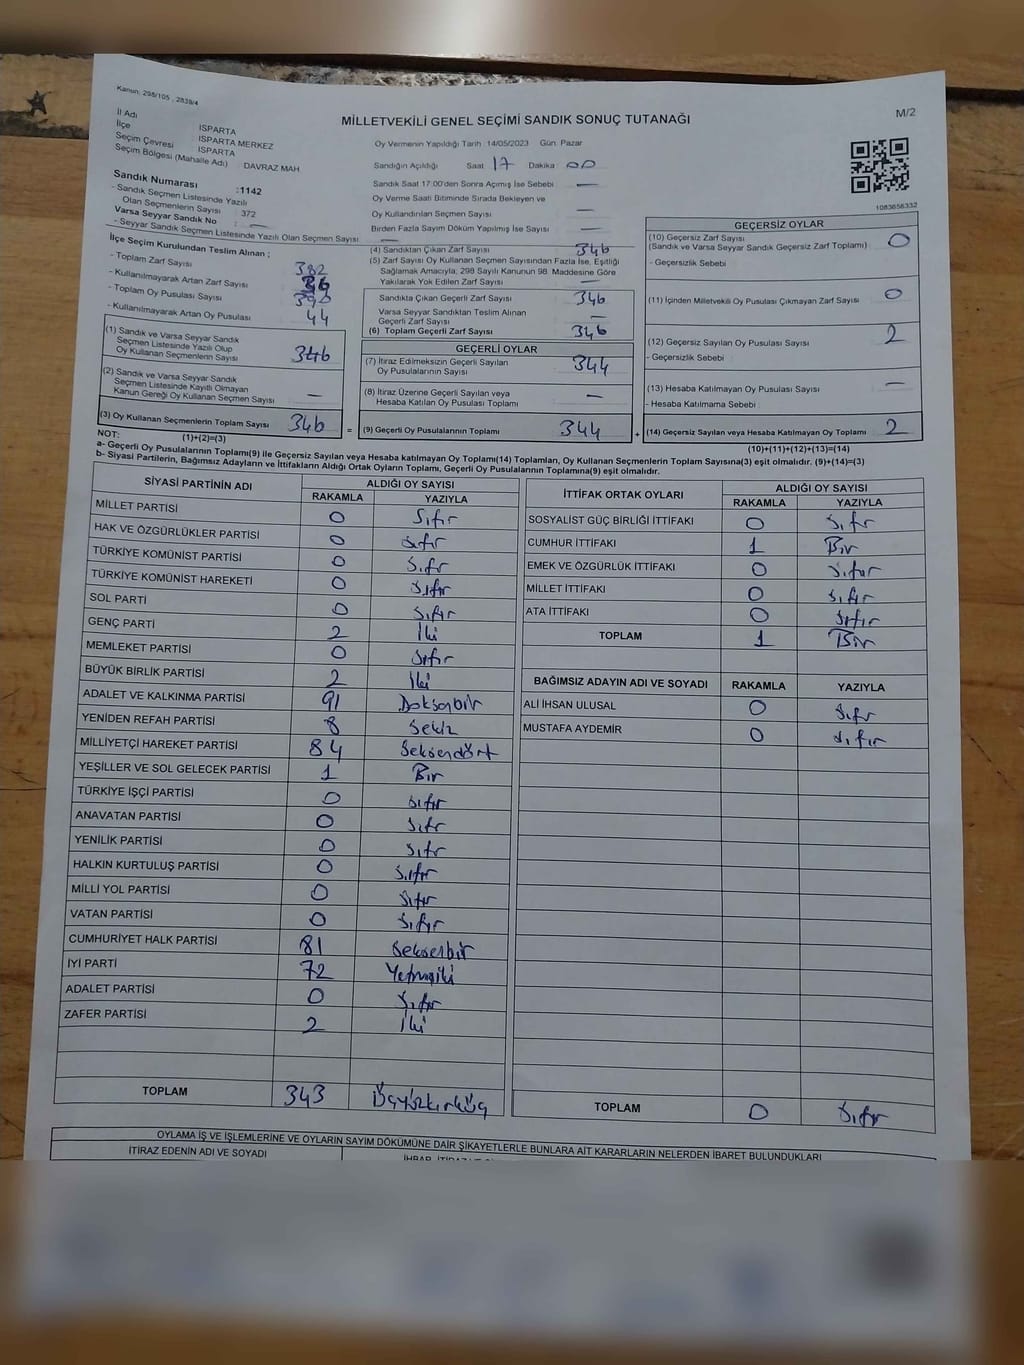 Kanun: 298/105 , 2839/4
M/2
MİLLETVEKİLİ GENEL SEÇİMİ SANDIK SONUÇ TUTANAĞI
İl Adı ISPARTA
İlçe ISPARTA MERKEZ
Seçim Çevresi ISPARTA
Seçim Bölgesi (Mahalle Adı) DAVRAZ MAH
Sandık Numarası :1142
- Sandık Seçmen Listesinde Yazılı
Olan Seçmenlerin Sayısı : 372
Varsa Seyyar Sandık No : —
- Seyyar Sandık Seçmen Listesinde Yazılı Olan Seçmen Sayısı : —
İlçe Seçim Kurulundan Teslim Alınan ;
- Toplam Zarf Sayısı 382
- Kullanılmayarak Artan Zarf Sayısı 36
- Toplam Oy Pusulası Sayısı
- Kullanılmayarak Artan Oy Pusulası 44
(1) Sandık ve Varsa Seyyar Sandık
Seçmen Listesinde Yazılı Olup
Oy Kullanan Seçmenlerin Sayısı 346
(2) Sandık ve Varsa Seyyar Sandık
Seçmen Listesinde Kayıtlı Olmayan
Kanun Gereği Oy Kullanan Seçmen Sayısı —
(3) Oy Kullanan Seçmenlerin Toplam Sayısı 346
Oy Vermenin Yapıldığı Tarih : 14/05/2023 Gün: Pazar
Sandığın Açıldığı Saat : 17 Dakika : 00
Sandık Saat 17:00'den Sonra Açılmış İse Sebebi : —
Oy Verme Saati Bitiminde Sırada Bekleyen ve
Oy Kullandırılan Seçmen Sayısı : —
Birden Fazla Sayım Döküm Yapılmış İse Sayısı : —
(4) Sandıktan Çıkan Zarf Sayısı 346
(5) Zarf Sayısı Oy Kullanan Seçmen Sayısından Fazla İse, Eşitliği
Sağlamak Amacıyla; 298 Sayılı Kanunun 98. Maddesine Göre
Yakılarak Yok Edilen Zarf Sayısı —
Sandıkta Çıkan Geçerli Zarf Sayısı 346
Varsa Seyyar Sandıktan Teslim Alınan
Geçerli Zarf Sayısı —
(6) Toplam Geçerli Zarf Sayısı 346
GEÇERLİ OYLAR
(7) İtiraz Edilmeksizin Geçerli Sayılan
Oy Pusulalarının Sayısı 344
(8) İtiraz Üzerine Geçerli Sayılan veya
Hesaba Katılan Oy Pusulası Toplamı —
= (9) Geçerli Oy Pusulalarının Toplamı 344
1083656332
GEÇERSİZ OYLAR
(10) Geçersiz Zarf Sayısı
(Sandık ve Varsa Seyyar Sandık Geçersiz Zarf Toplamı) 0
- Geçersizlik Sebebi :
(11) İçinden Milletvekili Oy Pusulası Çıkmayan Zarf Sayısı 0
(12) Geçersiz Sayılan Oy Pusulası Sayısı 2
- Geçersizlik Sebebi :
(13) Hesaba Katılmayan Oy Pusulası Sayısı —
- Hesaba Katılmama Sebebi :
+ (14) Geçersiz Sayılan veya Hesaba Katılmayan Oy Toplamı 2
NOT: (1)+(2)=(3)
(10)+(11)+(12)+(13)=(14)
a- Geçerli Oy Pusulalarının Toplamı(9) ile Geçersiz Sayılan veya Hesaba katılmayan Oy Toplamı(14) Toplamları, Oy Kullanan Seçmenlerin Toplam Sayısına(3) eşit olmalıdır. (9)+(14)=(3)
b- Siyasi Partilerin, Bağımsız Adayların ve İttifakların Aldığı Ortak Oyların Toplamı, Geçerli Oy Pusulalarının Toplamına(9) eşit olmalıdır.
SİYASİ PARTİNİN ADI ALDIĞI OY SAYISI
RAKAMLA YAZIYLA
MİLLET PARTİSİ 0 Sıfır
HAK VE ÖZGÜRLÜKLER PARTİSİ 0 Sıfır
TÜRKİYE KOMÜNİST PARTİSİ 0 Sıfır
TÜRKİYE KOMÜNİST HAREKETİ 0 Sıfır
SOL PARTİ 0 Sıfır
GENÇ PARTİ 2 İki
MEMLEKET PARTİSİ 0 Sıfır
BÜYÜK BİRLİK PARTİSİ 2 İki
ADALET VE KALKINMA PARTİSİ 91 Doksanbir
YENİDEN REFAH PARTİSİ 8 Sekiz
MİLLİYETÇİ HAREKET PARTİSİ 84 Seksendört
YEŞİLLER VE SOL GELECEK PARTİSİ 1 Bir
TÜRKİYE İŞÇİ PARTİSİ 0 Sıfır
ANAVATAN PARTİSİ 0 Sıfır
YENİLİK PARTİSİ 0 Sıfır
HALKIN KURTULUŞ PARTİSİ 0 Sıfır
MİLLİ YOL PARTİSİ 0 Sıfır
VATAN PARTİSİ 0 Sıfır
CUMHURİYET HALK PARTİSİ 81 Seksenbir
İYİ PARTİ 72 Yetmişiki
ADALET PARTİSİ 0 Sıfır
ZAFER PARTİSİ 2 İki
TOPLAM 343 Üçyüzkırküç
İTTİFAK ORTAK OYLARI ALDIĞI OY SAYISI
RAKAMLA YAZIYLA
SOSYALİST GÜÇ BİRLİĞİ İTTİFAKI 0 Sıfır
CUMHUR İTTİFAKI 1 Bir
EMEK VE ÖZGÜRLÜK İTTİFAKI 0 Sıfır
MİLLET İTTİFAKI 0 Sıfır
ATA İTTİFAKI 0 Sıfır
TOPLAM 1 Bir
BAĞIMSIZ ADAYIN ADI VE SOYADI RAKAMLA YAZIYLA
ALİ İHSAN ULUSAL 0 Sıfır
MUSTAFA AYDEMİR 0 Sıfır
TOPLAM 0 Sıfır
OYLAMA İŞ VE İŞLEMLERİNE VE OYLARIN SAYIM DÖKÜMÜNE DAİR ŞİKAYETLERLE BUNLARA AİT KARARLARIN NELERDEN İBARET BULUNDUKLARI
İTİRAZ EDENİN ADI VE SOYADI